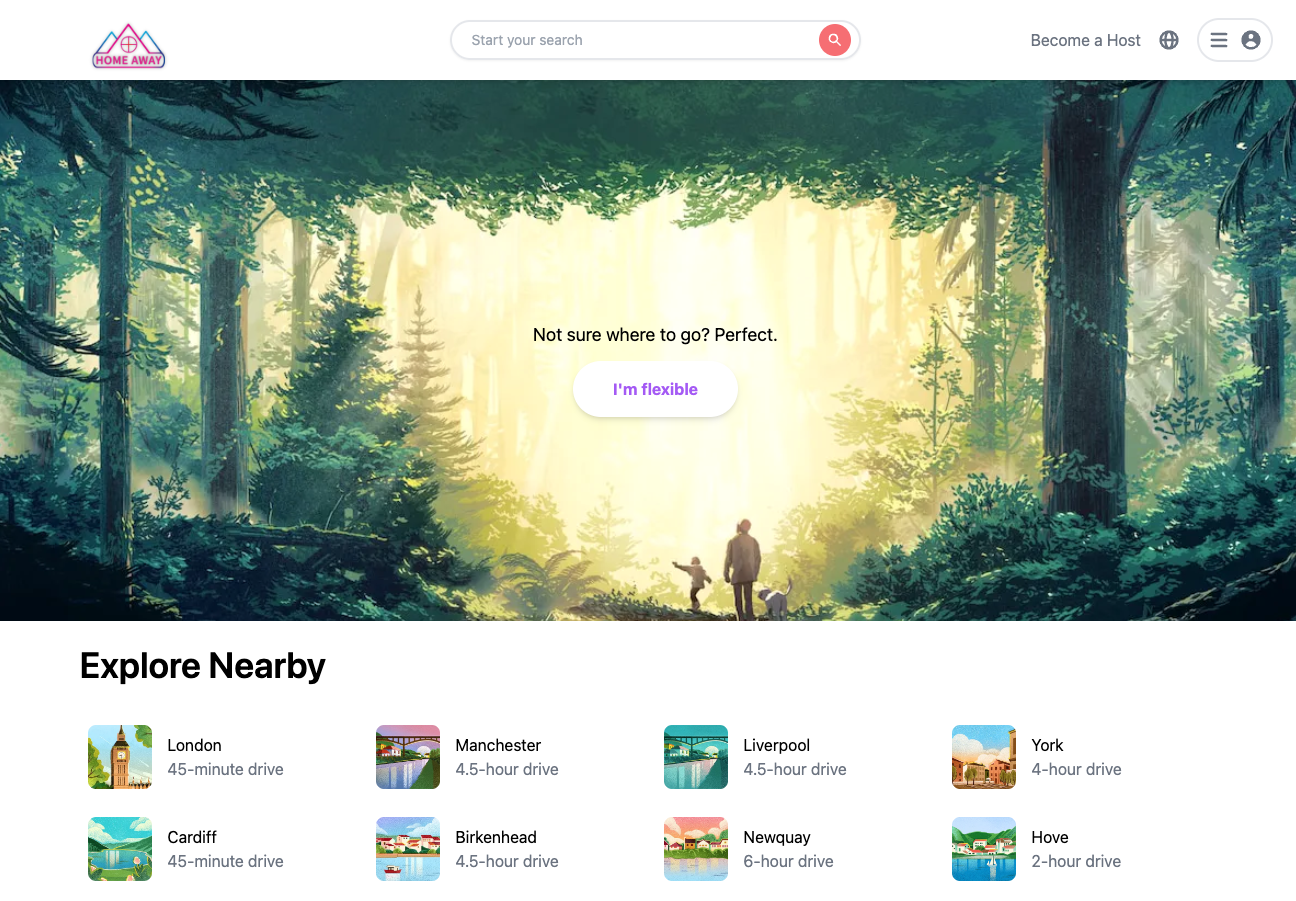 HOME AWAY
Start your search
Become a Host
Not sure where to go? Perfect.
I'm flexible
Explore Nearby
London
45-minute drive
Manchester
4.5-hour drive
Liverpool
4.5-hour drive
York
4-hour drive
Cardiff
45-minute drive
Birkenhead
4.5-hour drive
Newquay
6-hour drive
Hove
2-hour drive